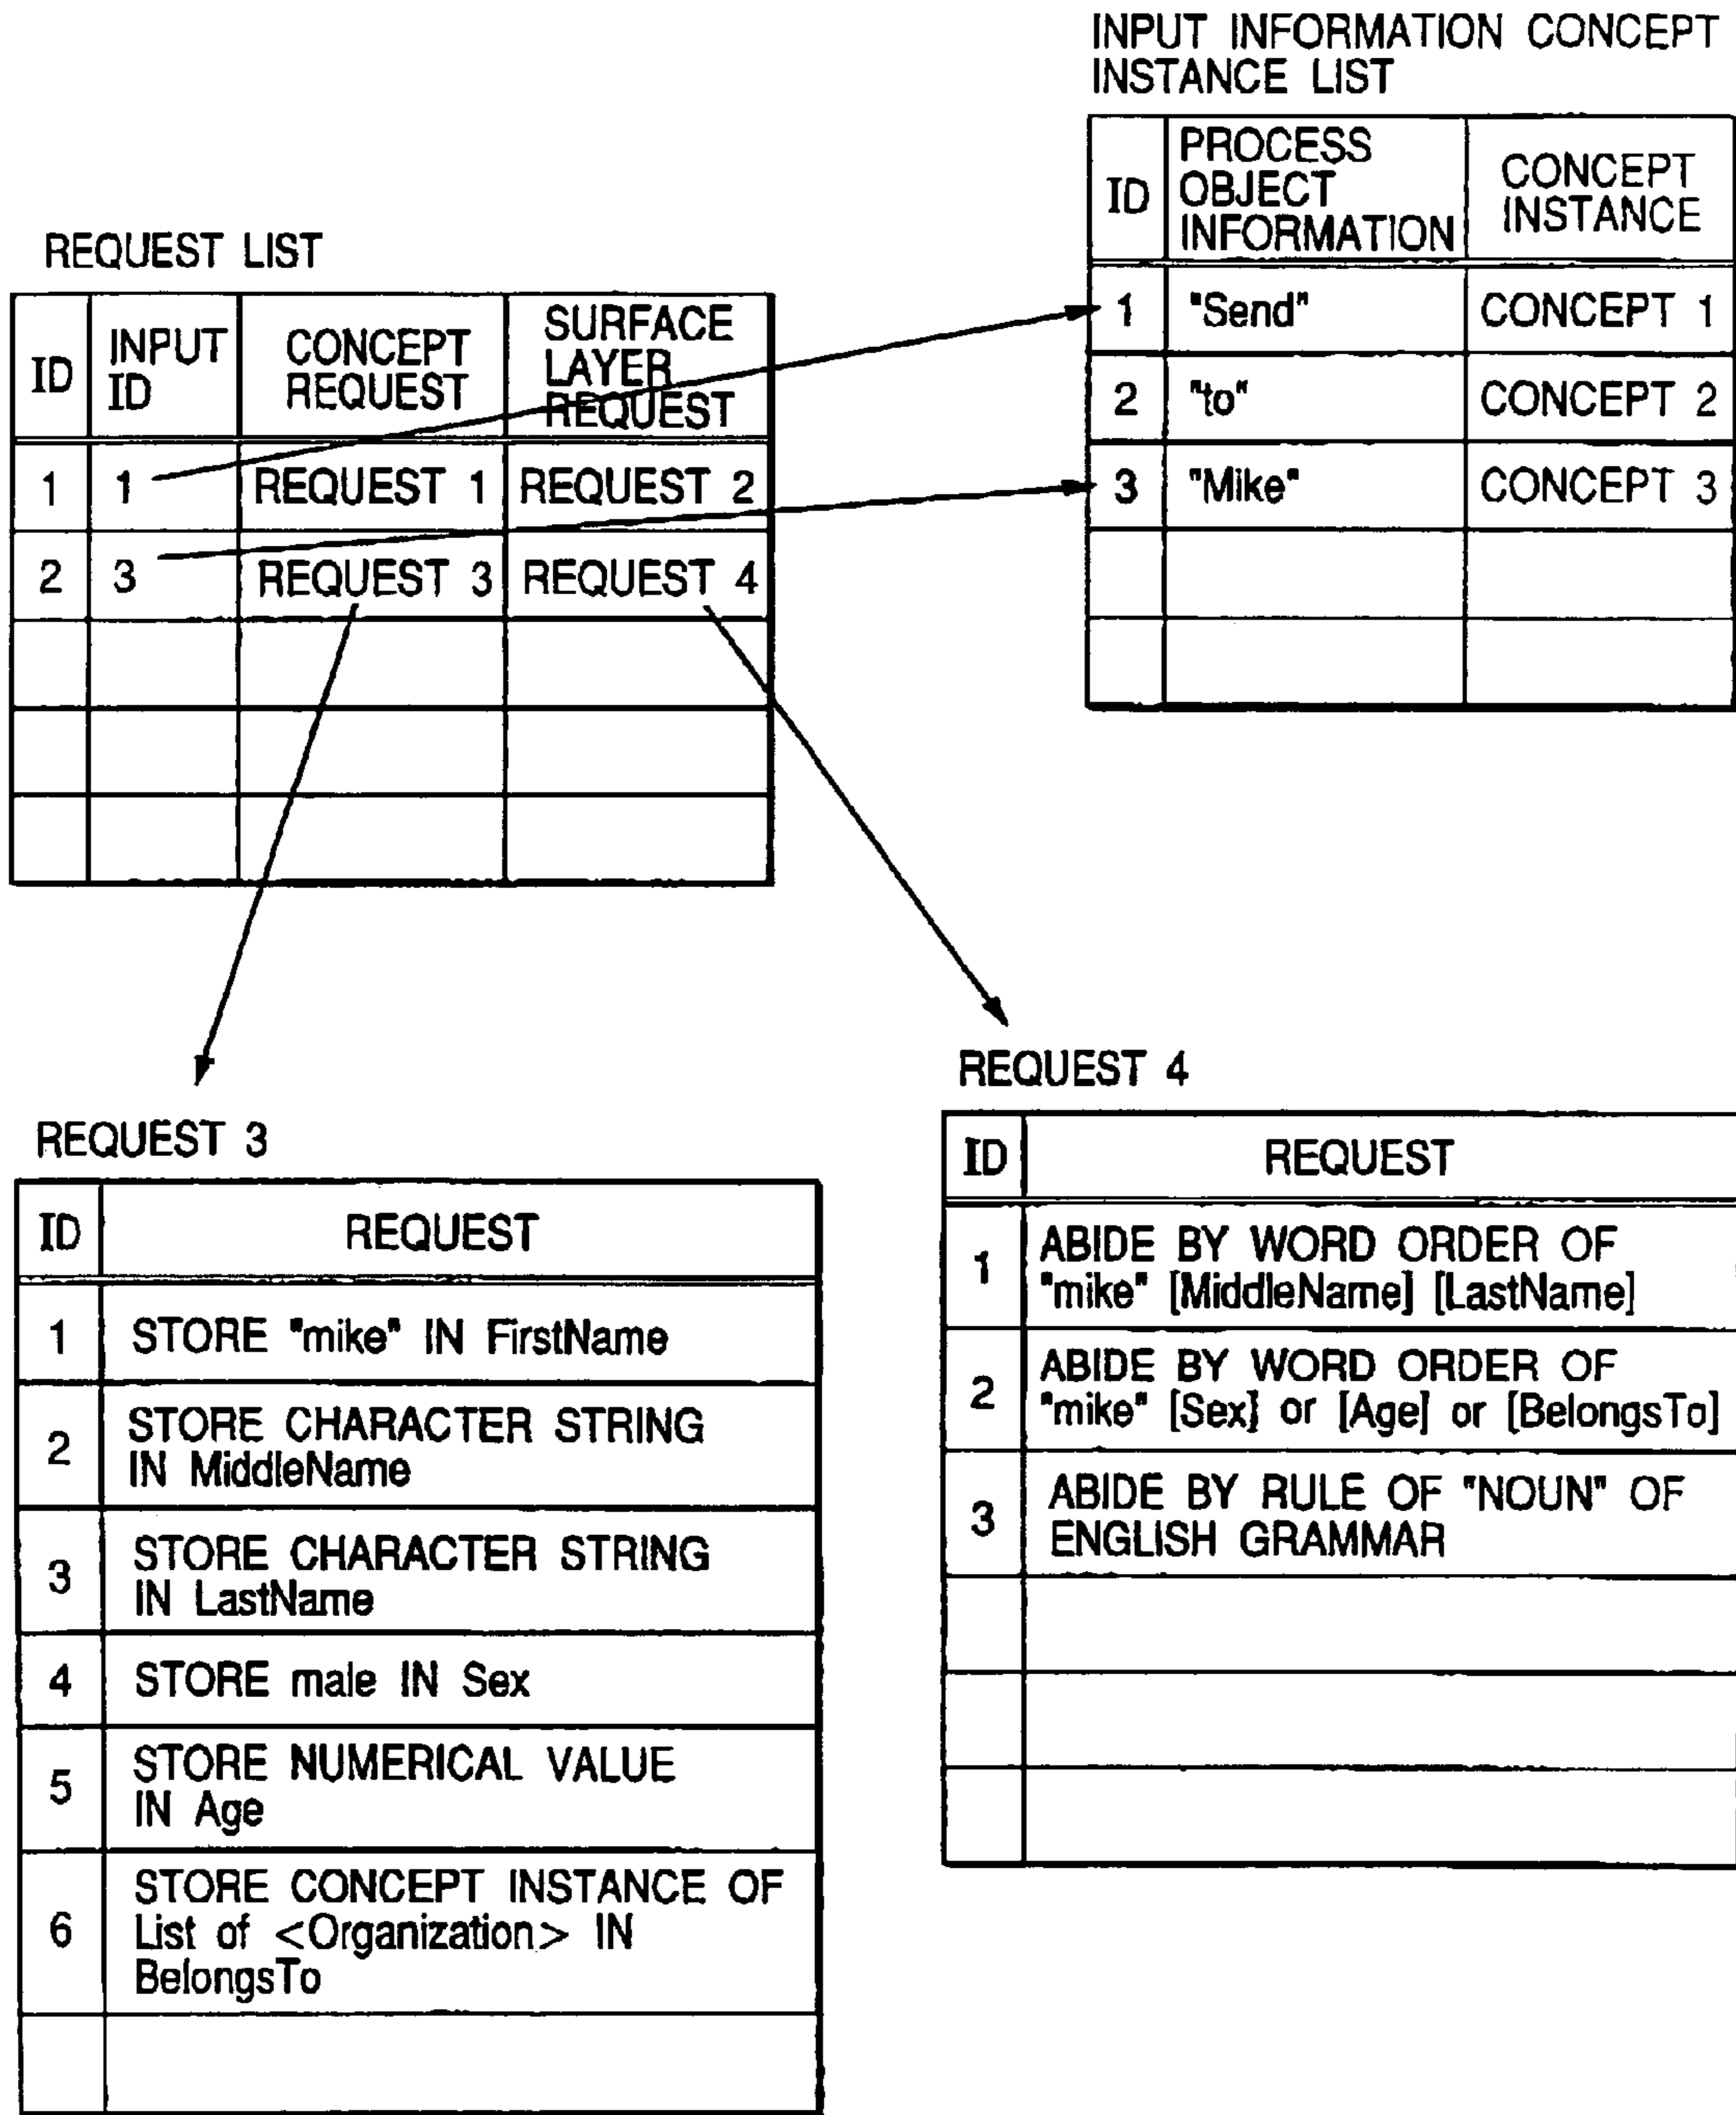 INPUT INFORMATION CONCEPT
INSTANCE LIST
ID
PROCESS
OBJECT
INFORMATION
CONCEPT
INSTANCE
1 "Send" CONCEPT 1
2 "to" CONCEPT 2
3 "Mike" CONCEPT 3
REQUEST LIST
ID
INPUT
ID
CONCEPT
REQUEST
SURFACE
LAYER
REQUEST
1 1 REQUEST 1 REQUEST 2
2 3 REQUEST 3 REQUEST 4
REQUEST 3
ID REQUEST
1 STORE "mike" IN FirstName
2 STORE CHARACTER STRING
IN MiddleName
3 STORE CHARACTER STRING
IN LastName
4 STORE male IN Sex
5 STORE NUMERICAL VALUE
IN Age
6 STORE CONCEPT INSTANCE OF
List of <Organization> IN
BelongsTo
REQUEST 4
ID REQUEST
1 ABIDE BY WORD ORDER OF
"mike" [MiddleName] [LastName]
2 ABIDE BY WORD ORDER OF
"mike" [Sex] or [Age] or [BelongsTo]
3 ABIDE BY RULE OF "NOUN" OF
ENGLISH GRAMMAR